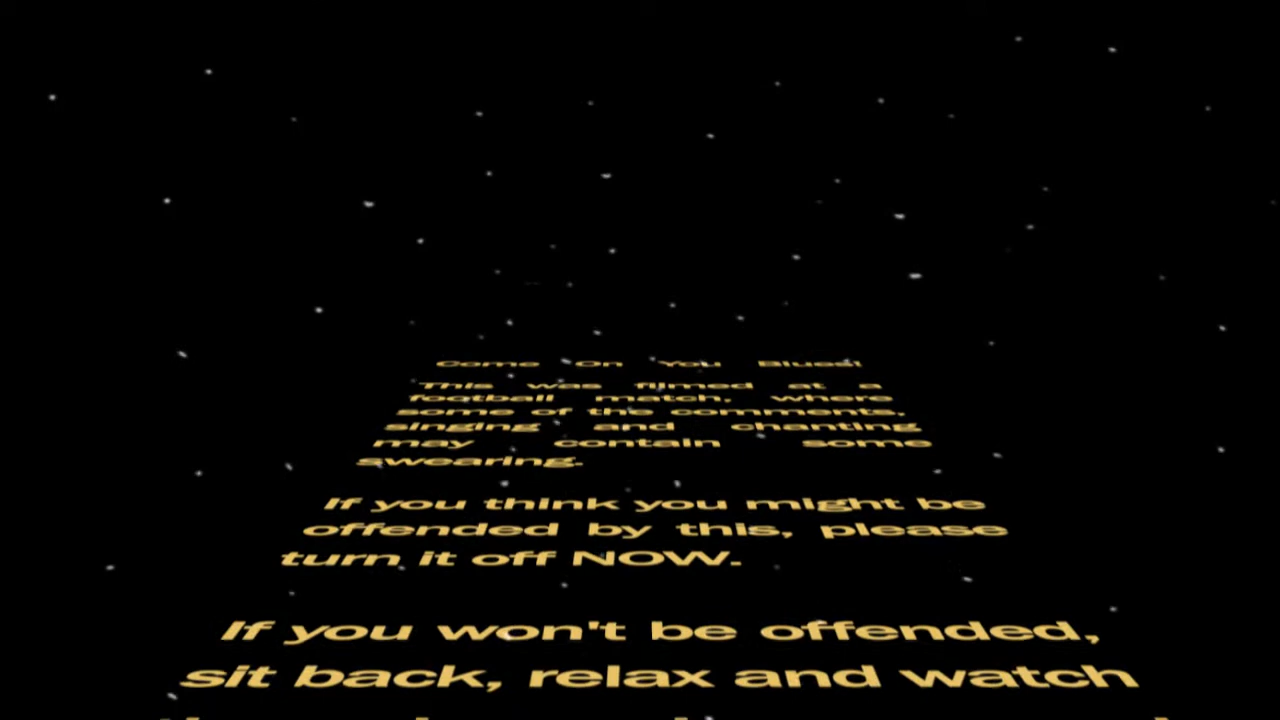 Come On You Blues!
This was filmed at a
football match, where
some of the comments,
singing and chanting
may contain some
swearing.
If you think you might be
offended by this, please
turn it off NOW.
If you won't be offended,
sit back, relax and watch